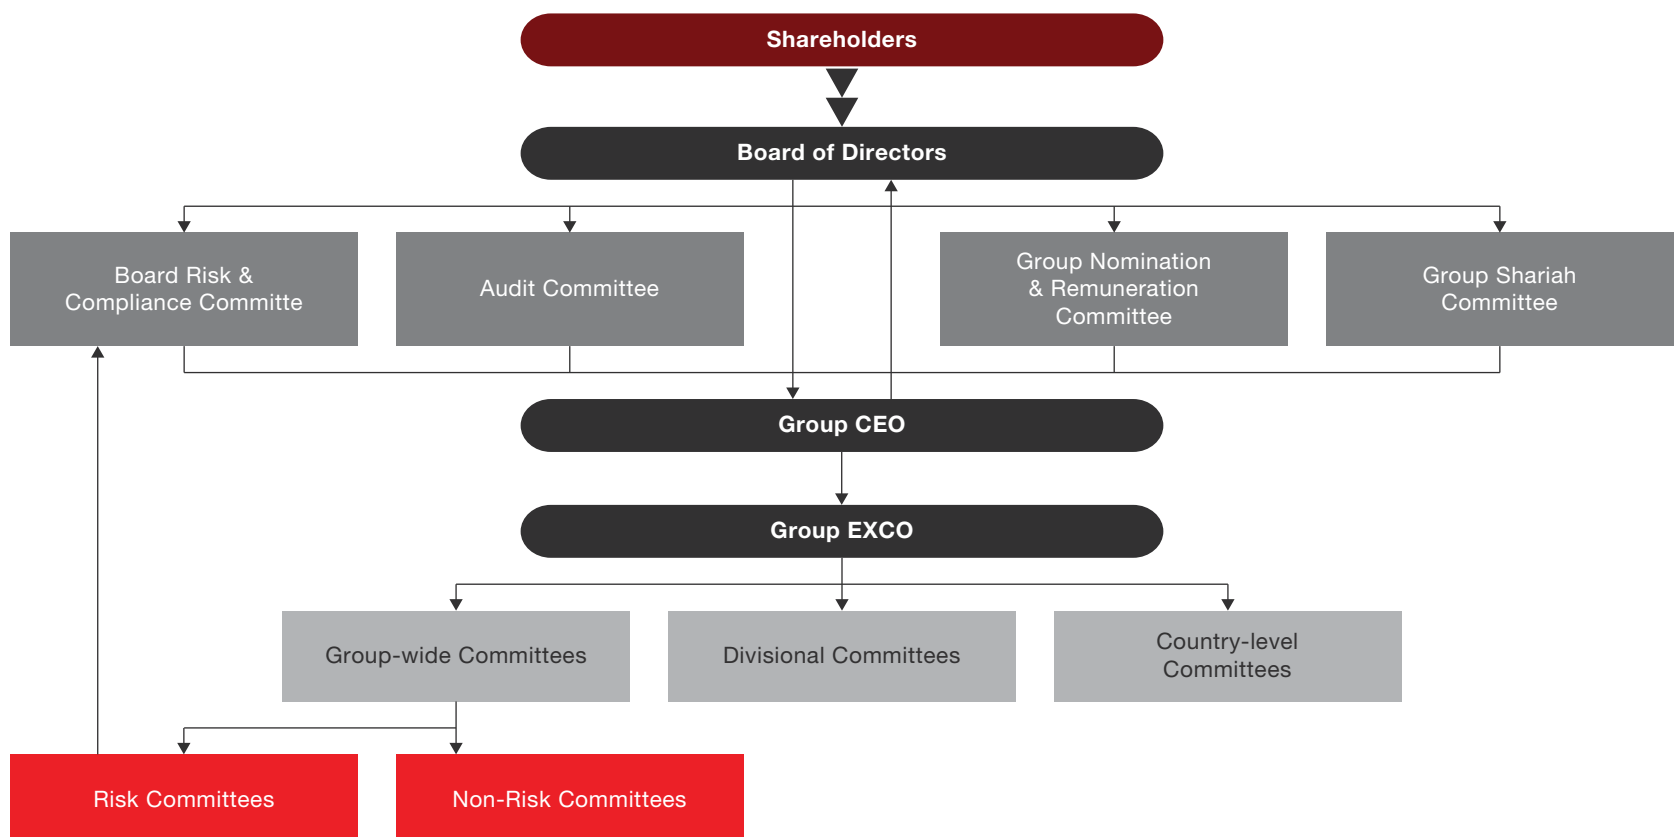 Shareholders
Board of Directors
Board Risk &
Compliance Committe
Audit Committee
Group Nomination
& Remuneration
Committee
Group Shariah
Committee
Group CEO
Group EXCO
Group-wide Committees
Divisional Committees
Country-level
Committees
Risk Committees
Non-Risk Committees